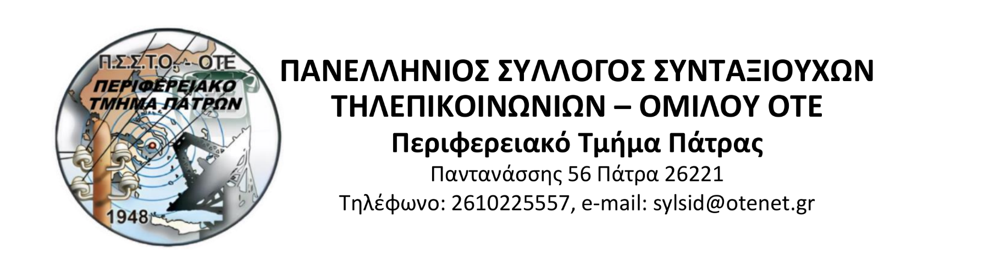 Π.Σ.Σ.Τ.Ο. - ΟΤΕ
ΠΕΡΙΦΕΡΕΙΑΚΟ
ΤΜΗΜΑ ΠΑΤΡΩΝ
1948
ΠΑΝΕΛΛΗΝΙΟΣ ΣΥΛΛΟΓΟΣ ΣΥΝΤΑΞΙΟΥΧΩΝ
ΤΗΛΕΠΙΚΟΙΝΩΝΙΩΝ – ΟΜΙΛΟΥ ΟΤΕ
Περιφερειακό Τμήμα Πάτρας
Παντανάσσης 56 Πάτρα 26221
Τηλέφωνο: 2610225557, e-mail: sylsid@otenet.gr